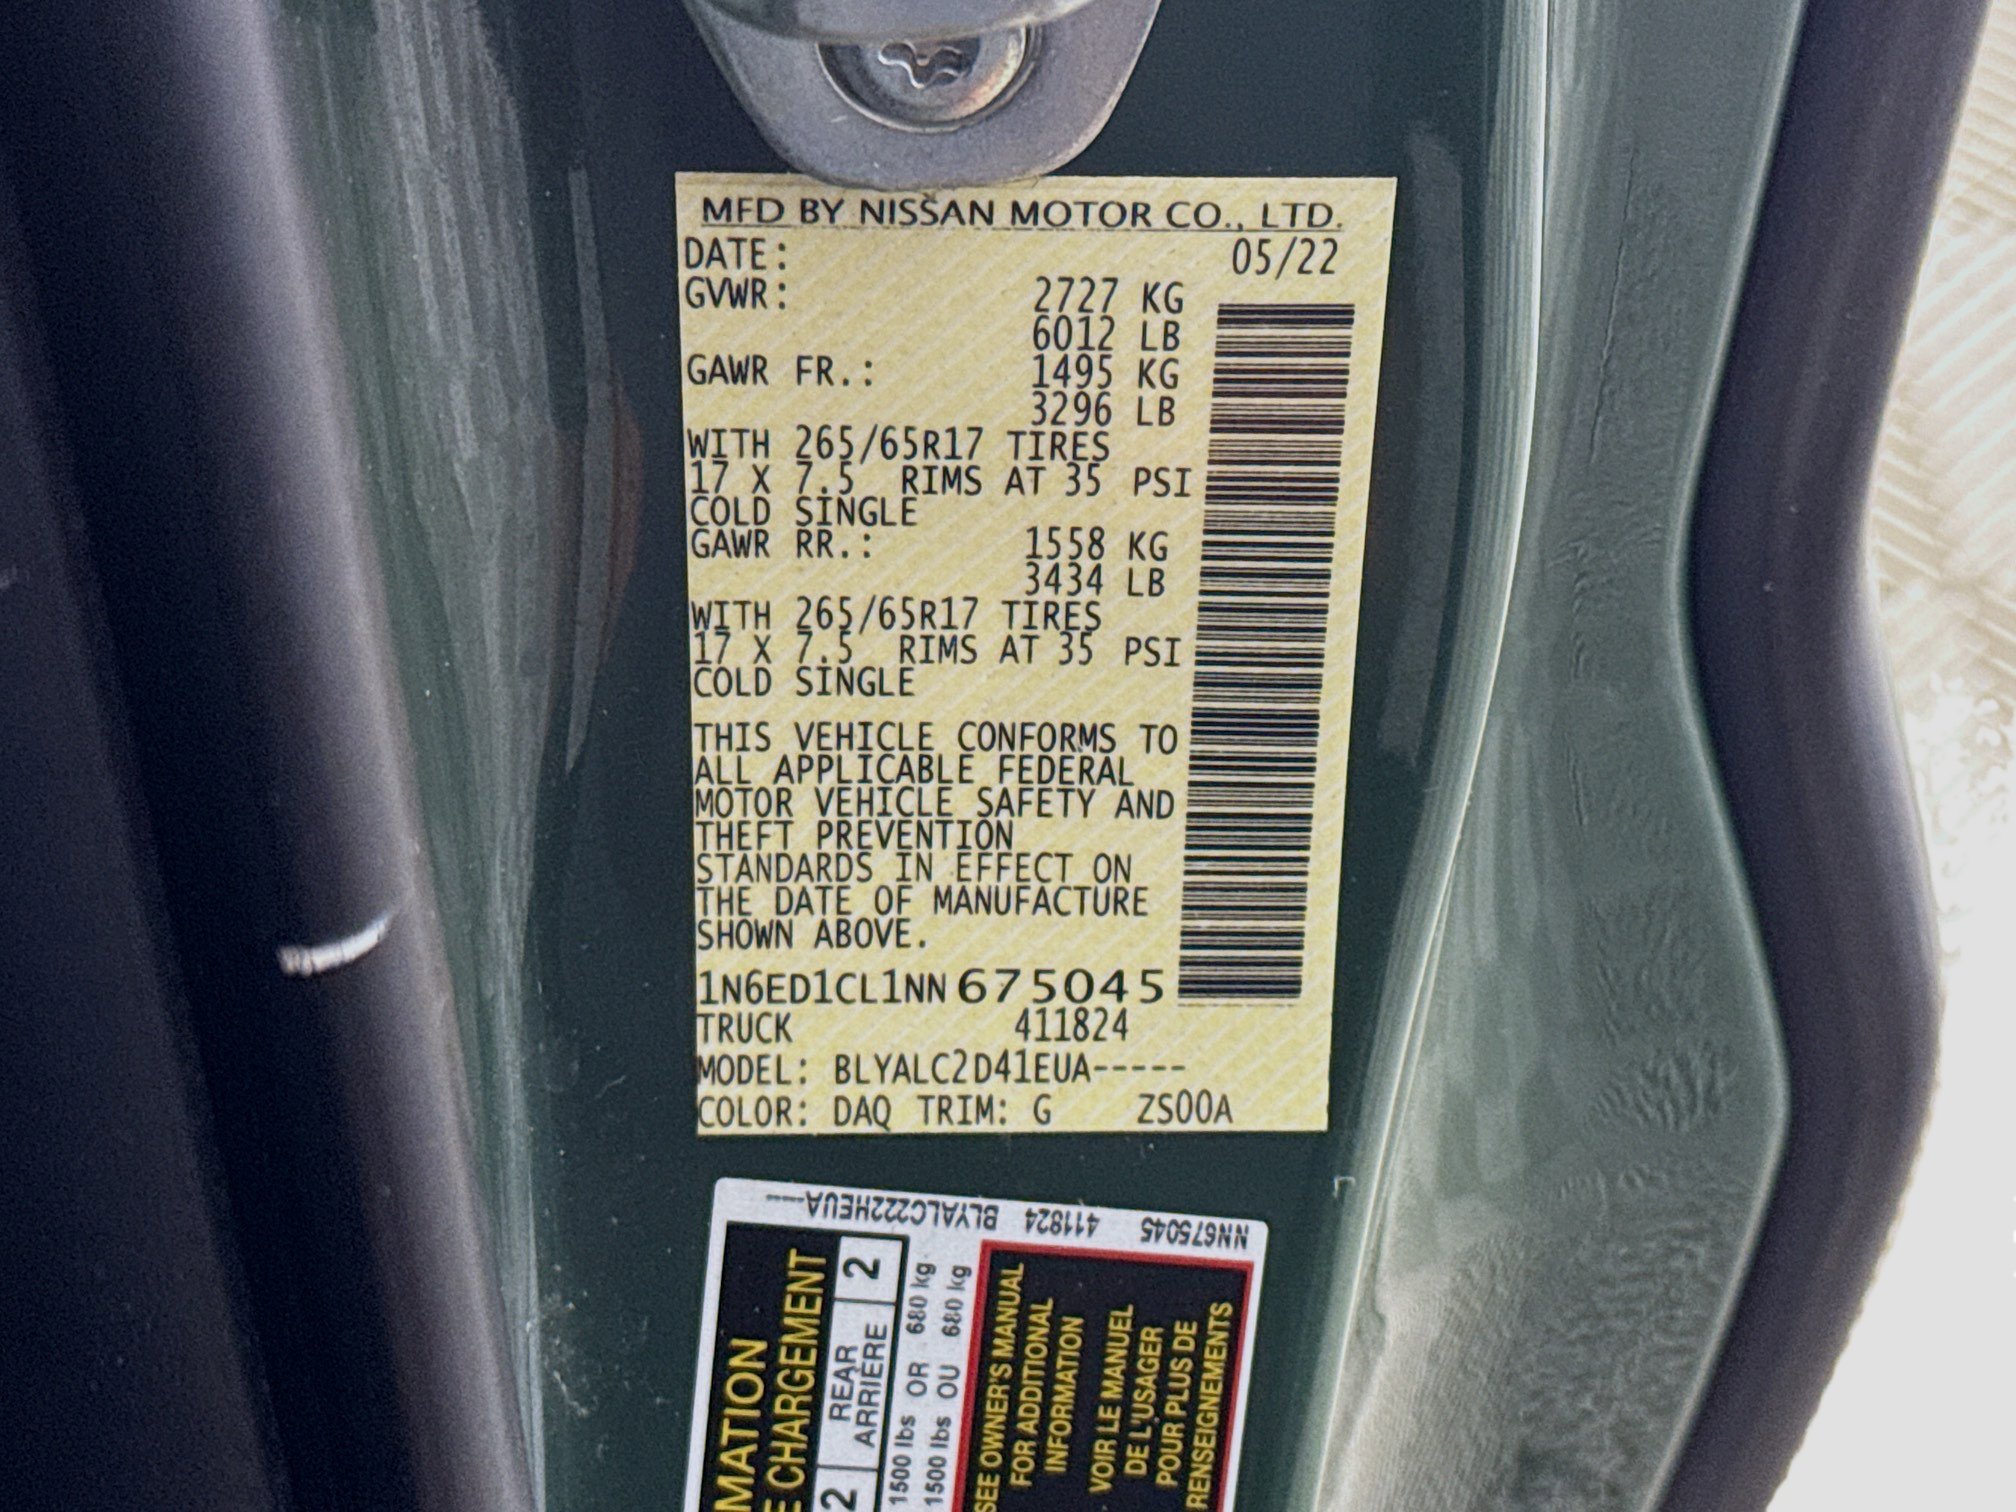 MFD BY NISSAN MOTOR CO., LTD.
DATE: 05/22
GVWR: 2727 KG
6012 LB
GAWR FR.: 1495 KG
3296 LB
WITH 265/65R17 TIRES
17 X 7.5 RIMS AT 35 PSI
COLD SINGLE
GAWR RR.: 1558 KG
3434 LB
WITH 265/65R17 TIRES
17 X 7.5 RIMS AT 35 PSI
COLD SINGLE
THIS VEHICLE CONFORMS TO
ALL APPLICABLE FEDERAL
MOTOR VEHICLE SAFETY AND
THEFT PREVENTION
STANDARDS IN EFFECT ON
THE DATE OF MANUFACTURE
SHOWN ABOVE.
1N6ED1CL1NN675045
TRUCK 411824
MODEL: BLYALC2D41EUA-----
COLOR: DAQ TRIM: G ZS00A
NN675045 411824 BLYALC222HEUA-----
MATION
E CHARGEMENT
2 REAR 2
ARRIÈRE
1500 lbs OR 680 kg
1500 lbs OU 680 kg
SEE OWNER'S MANUAL
FOR ADDITIONAL
INFORMATION
VOIR LE MANUEL
DE L'USAGER
POUR PLUS DE
RENSEIGNEMENTS